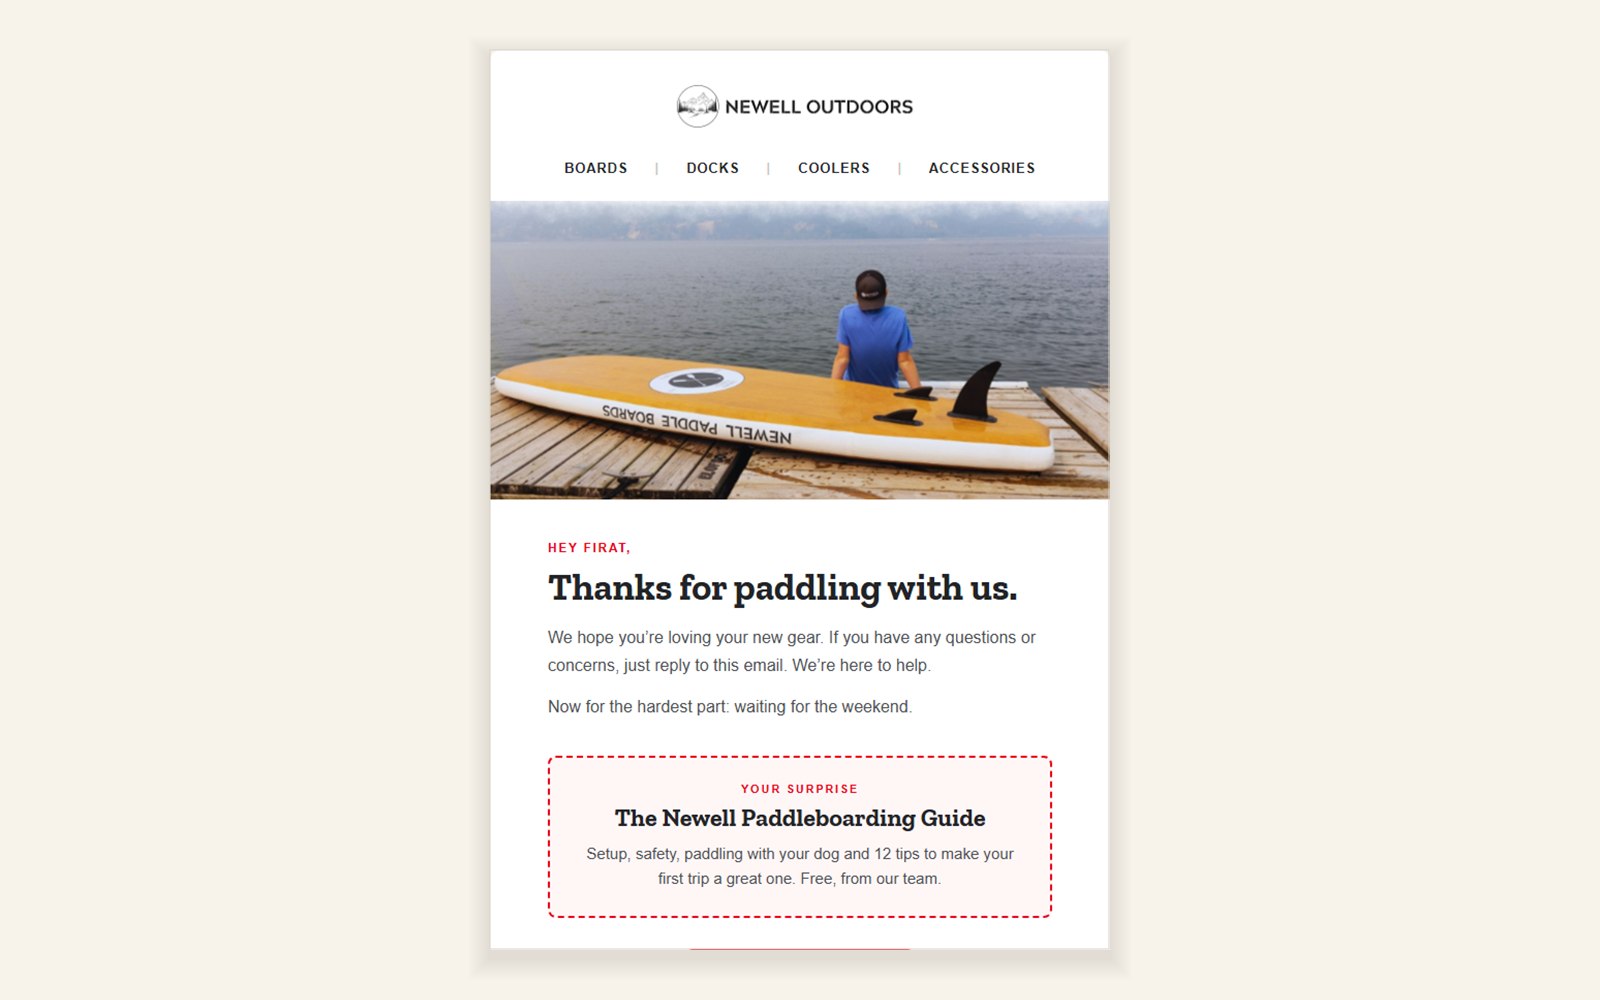 NEWELL OUTDOORS
BOARDS | DOCKS | COOLERS | ACCESSORIES
NEWELL PADDLE BOARDS
HEY FIRAT,
Thanks for paddling with us.
We hope you’re loving your new gear. If you have any questions or
concerns, just reply to this email. We’re here to help.
Now for the hardest part: waiting for the weekend.
YOUR SURPRISE
The Newell Paddleboarding Guide
Setup, safety, paddling with your dog and 12 tips to make your
first trip a great one. Free, from our team.